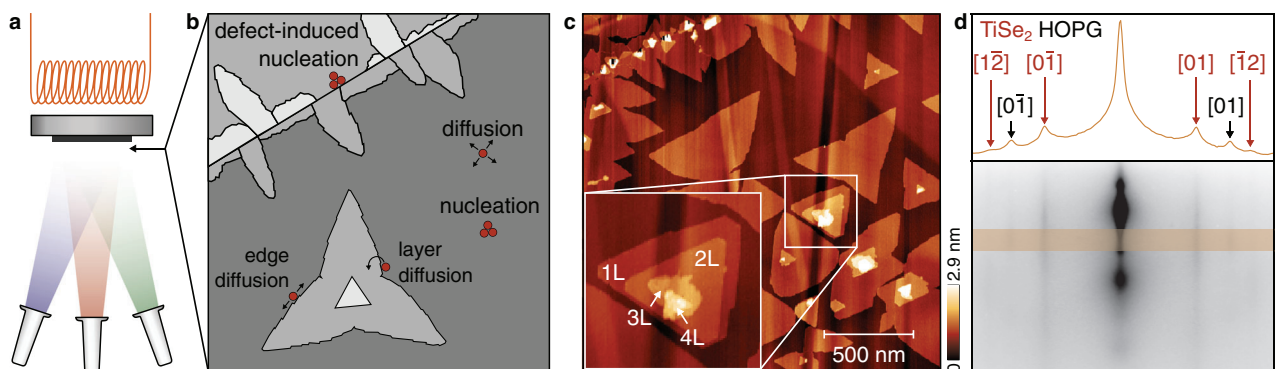 a
b
defect-induced
nucleation
diffusion
nucleation
edge
diffusion
layer
diffusion
c
1L
2L
3L
4L
500 nm
0
2.9 nm
d
TiSe₂ HOPG
[12̅]
[01̅]
[01]
[1̅2]
[01̅]
[01]